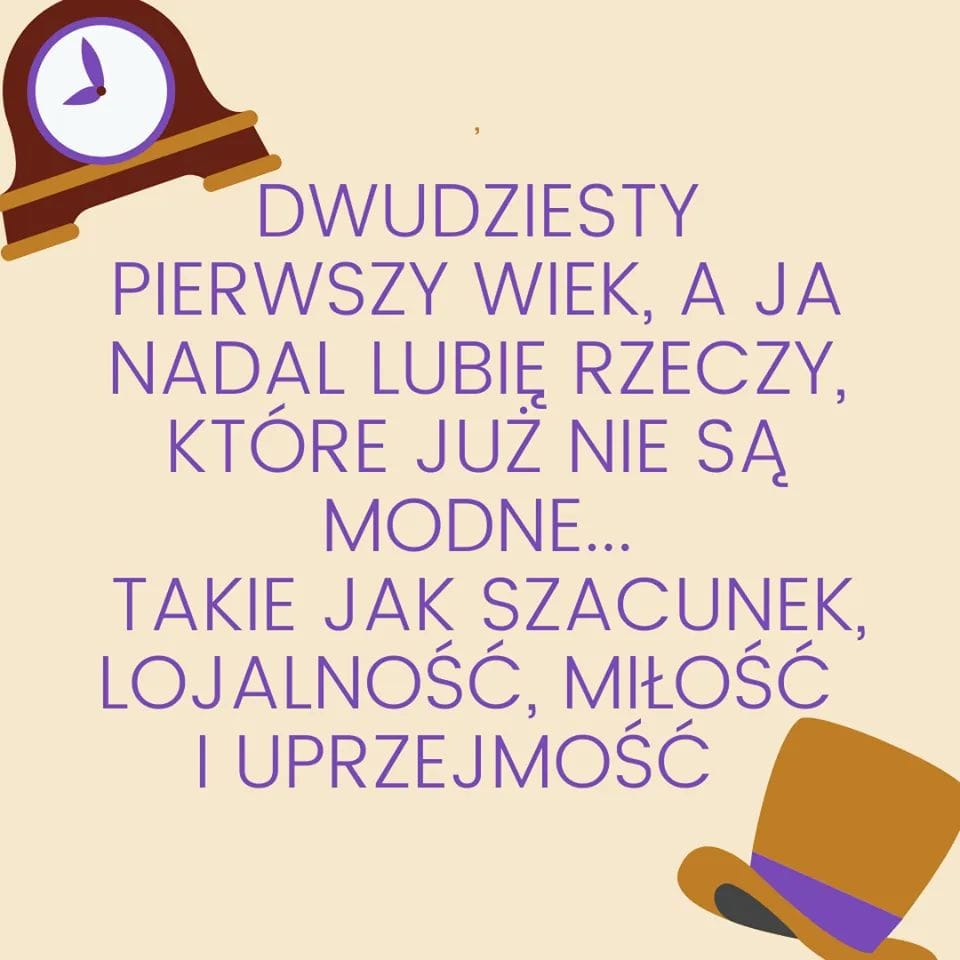 ,
DWUDZIESTY
PIERWSZY WIEK, A JA
NADAL LUBIĘ RZECZY,
KTÓRE JUŻ NIE SĄ
MODNE...
TAKIE JAK SZACUNEK,
LOJALNOŚĆ, MIŁOŚĆ
I UPRZEJMOŚĆ